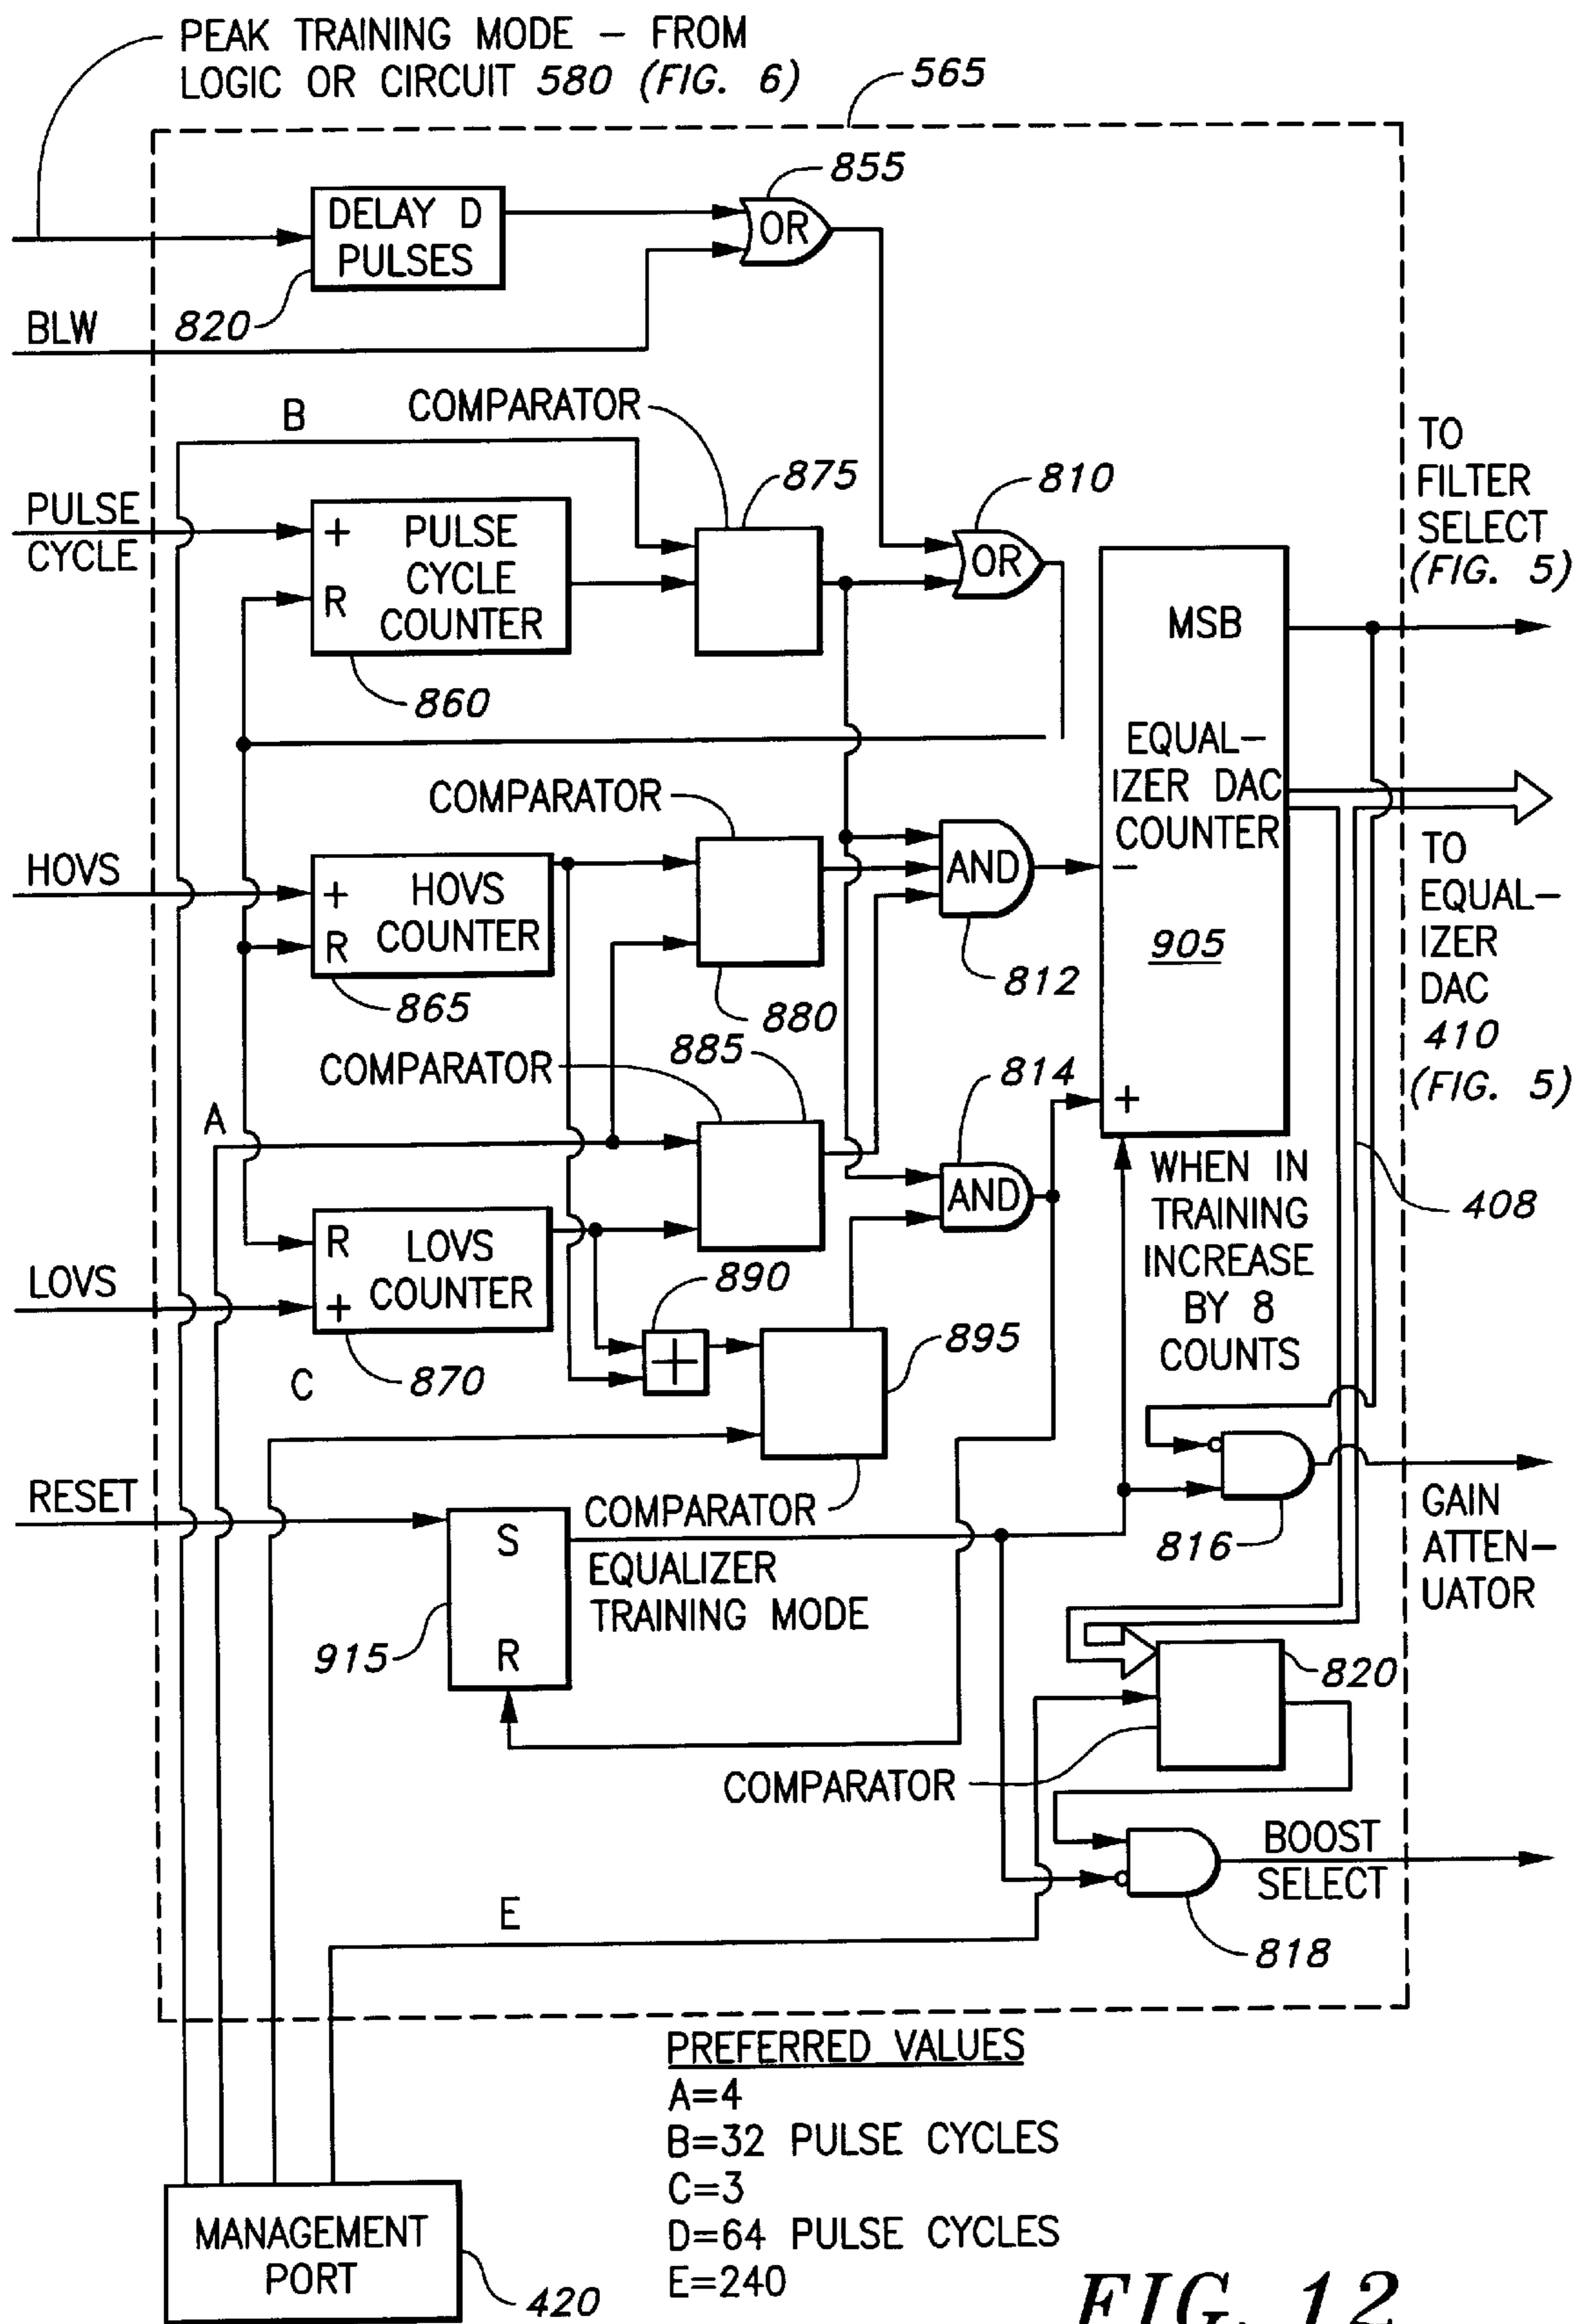 PEAK TRAINING MODE – FROM
LOGIC OR CIRCUIT 580 (FIG. 6)
565
855
DELAY D
PULSES
OR
820
BLW
B
COMPARATOR
875
810
TO
FILTER
SELECT
(FIG. 5)
PULSE
CYCLE
+
R
PULSE
CYCLE
COUNTER
OR
860
MSB
EQUAL–
IZER DAC
COUNTER
905
–
+
COMPARATOR
HOVS
+
R
HOVS
COUNTER
865
880
AND
812
TO
EQUAL–
IZER
DAC
410
(FIG. 5)
COMPARATOR
885
814
A
AND
WHEN IN
TRAINING
INCREASE
BY 8
COUNTS
408
LOVS
R
+
LOVS
COUNTER
870
890
+
895
C
RESET
COMPARATOR
S
R
EQUALIZER
TRAINING MODE
915
816
GAIN
ATTEN–
UATOR
820
COMPARATOR
BOOST
SELECT
E
818
PREFERRED VALUES
A=4
B=32 PULSE CYCLES
C=3
D=64 PULSE CYCLES
E=240
MANAGEMENT
PORT
420
FIG. 12